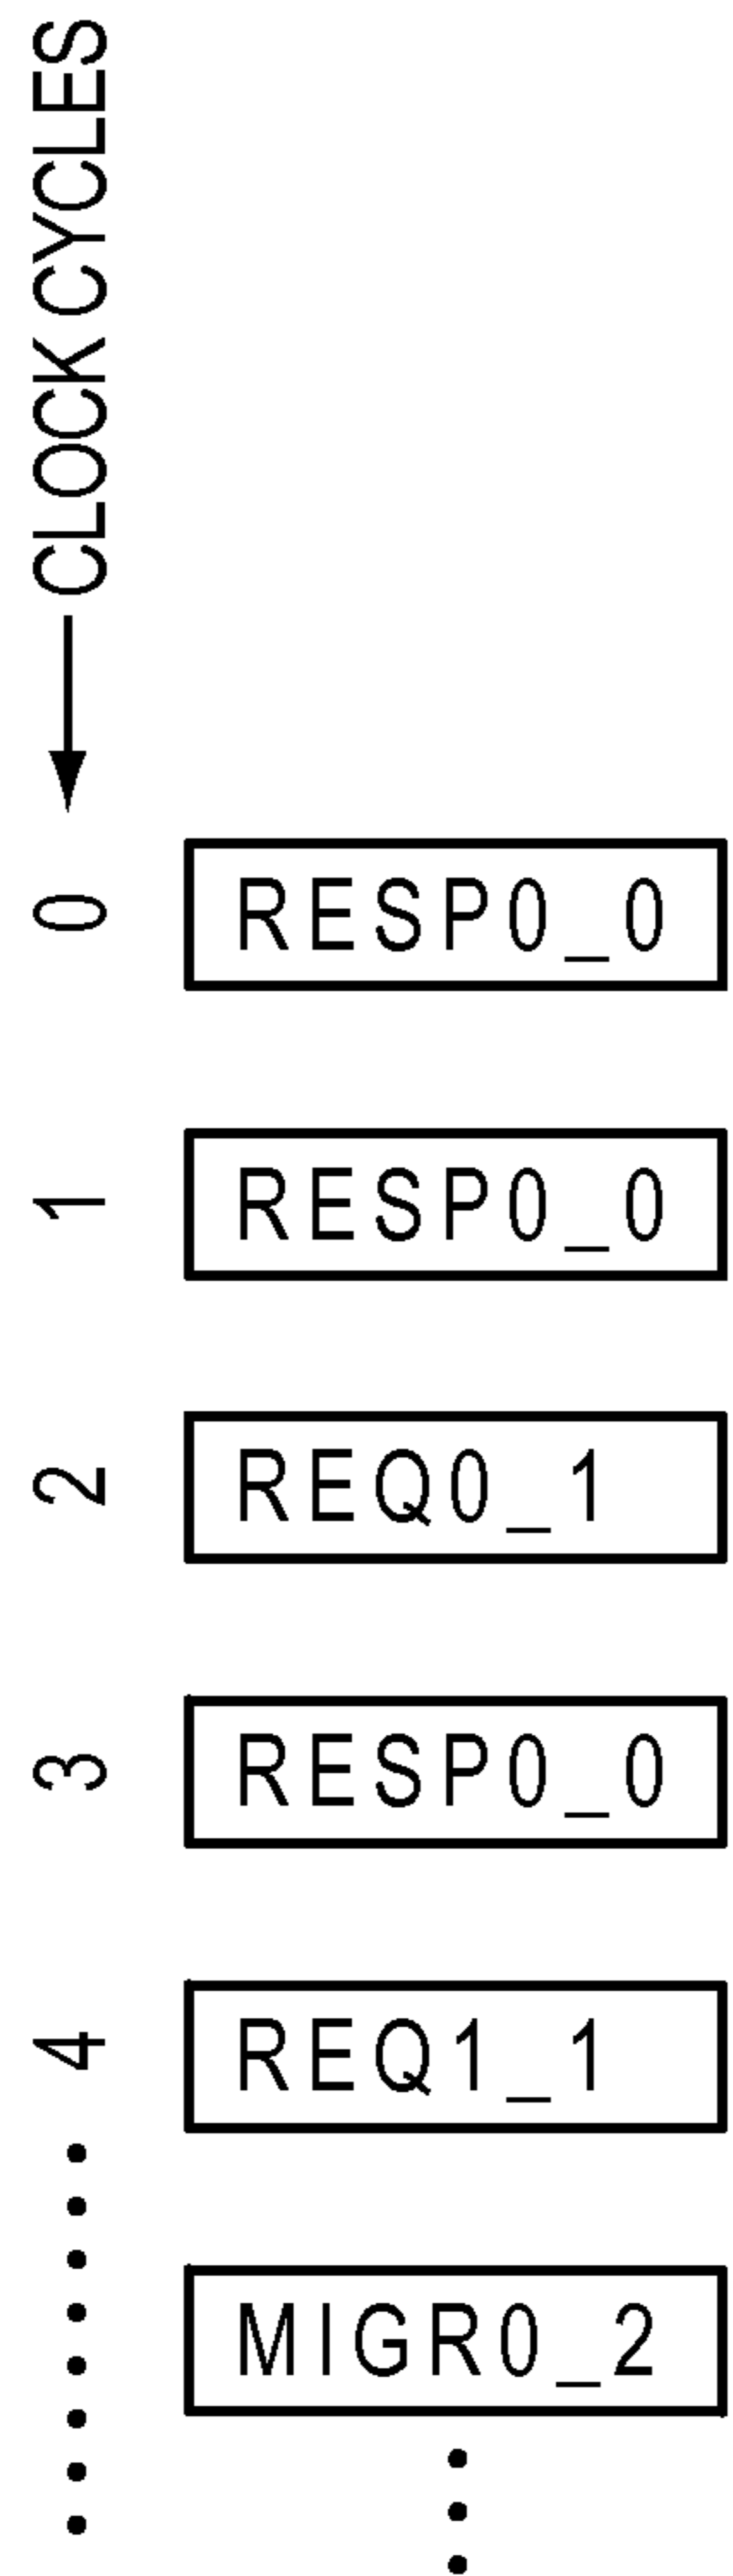 CLOCK CYCLES
0 RESP0_0
1 RESP0_0
2 REQ0_1
3 RESP0_0
4 REQ1_1
MIGR0_2